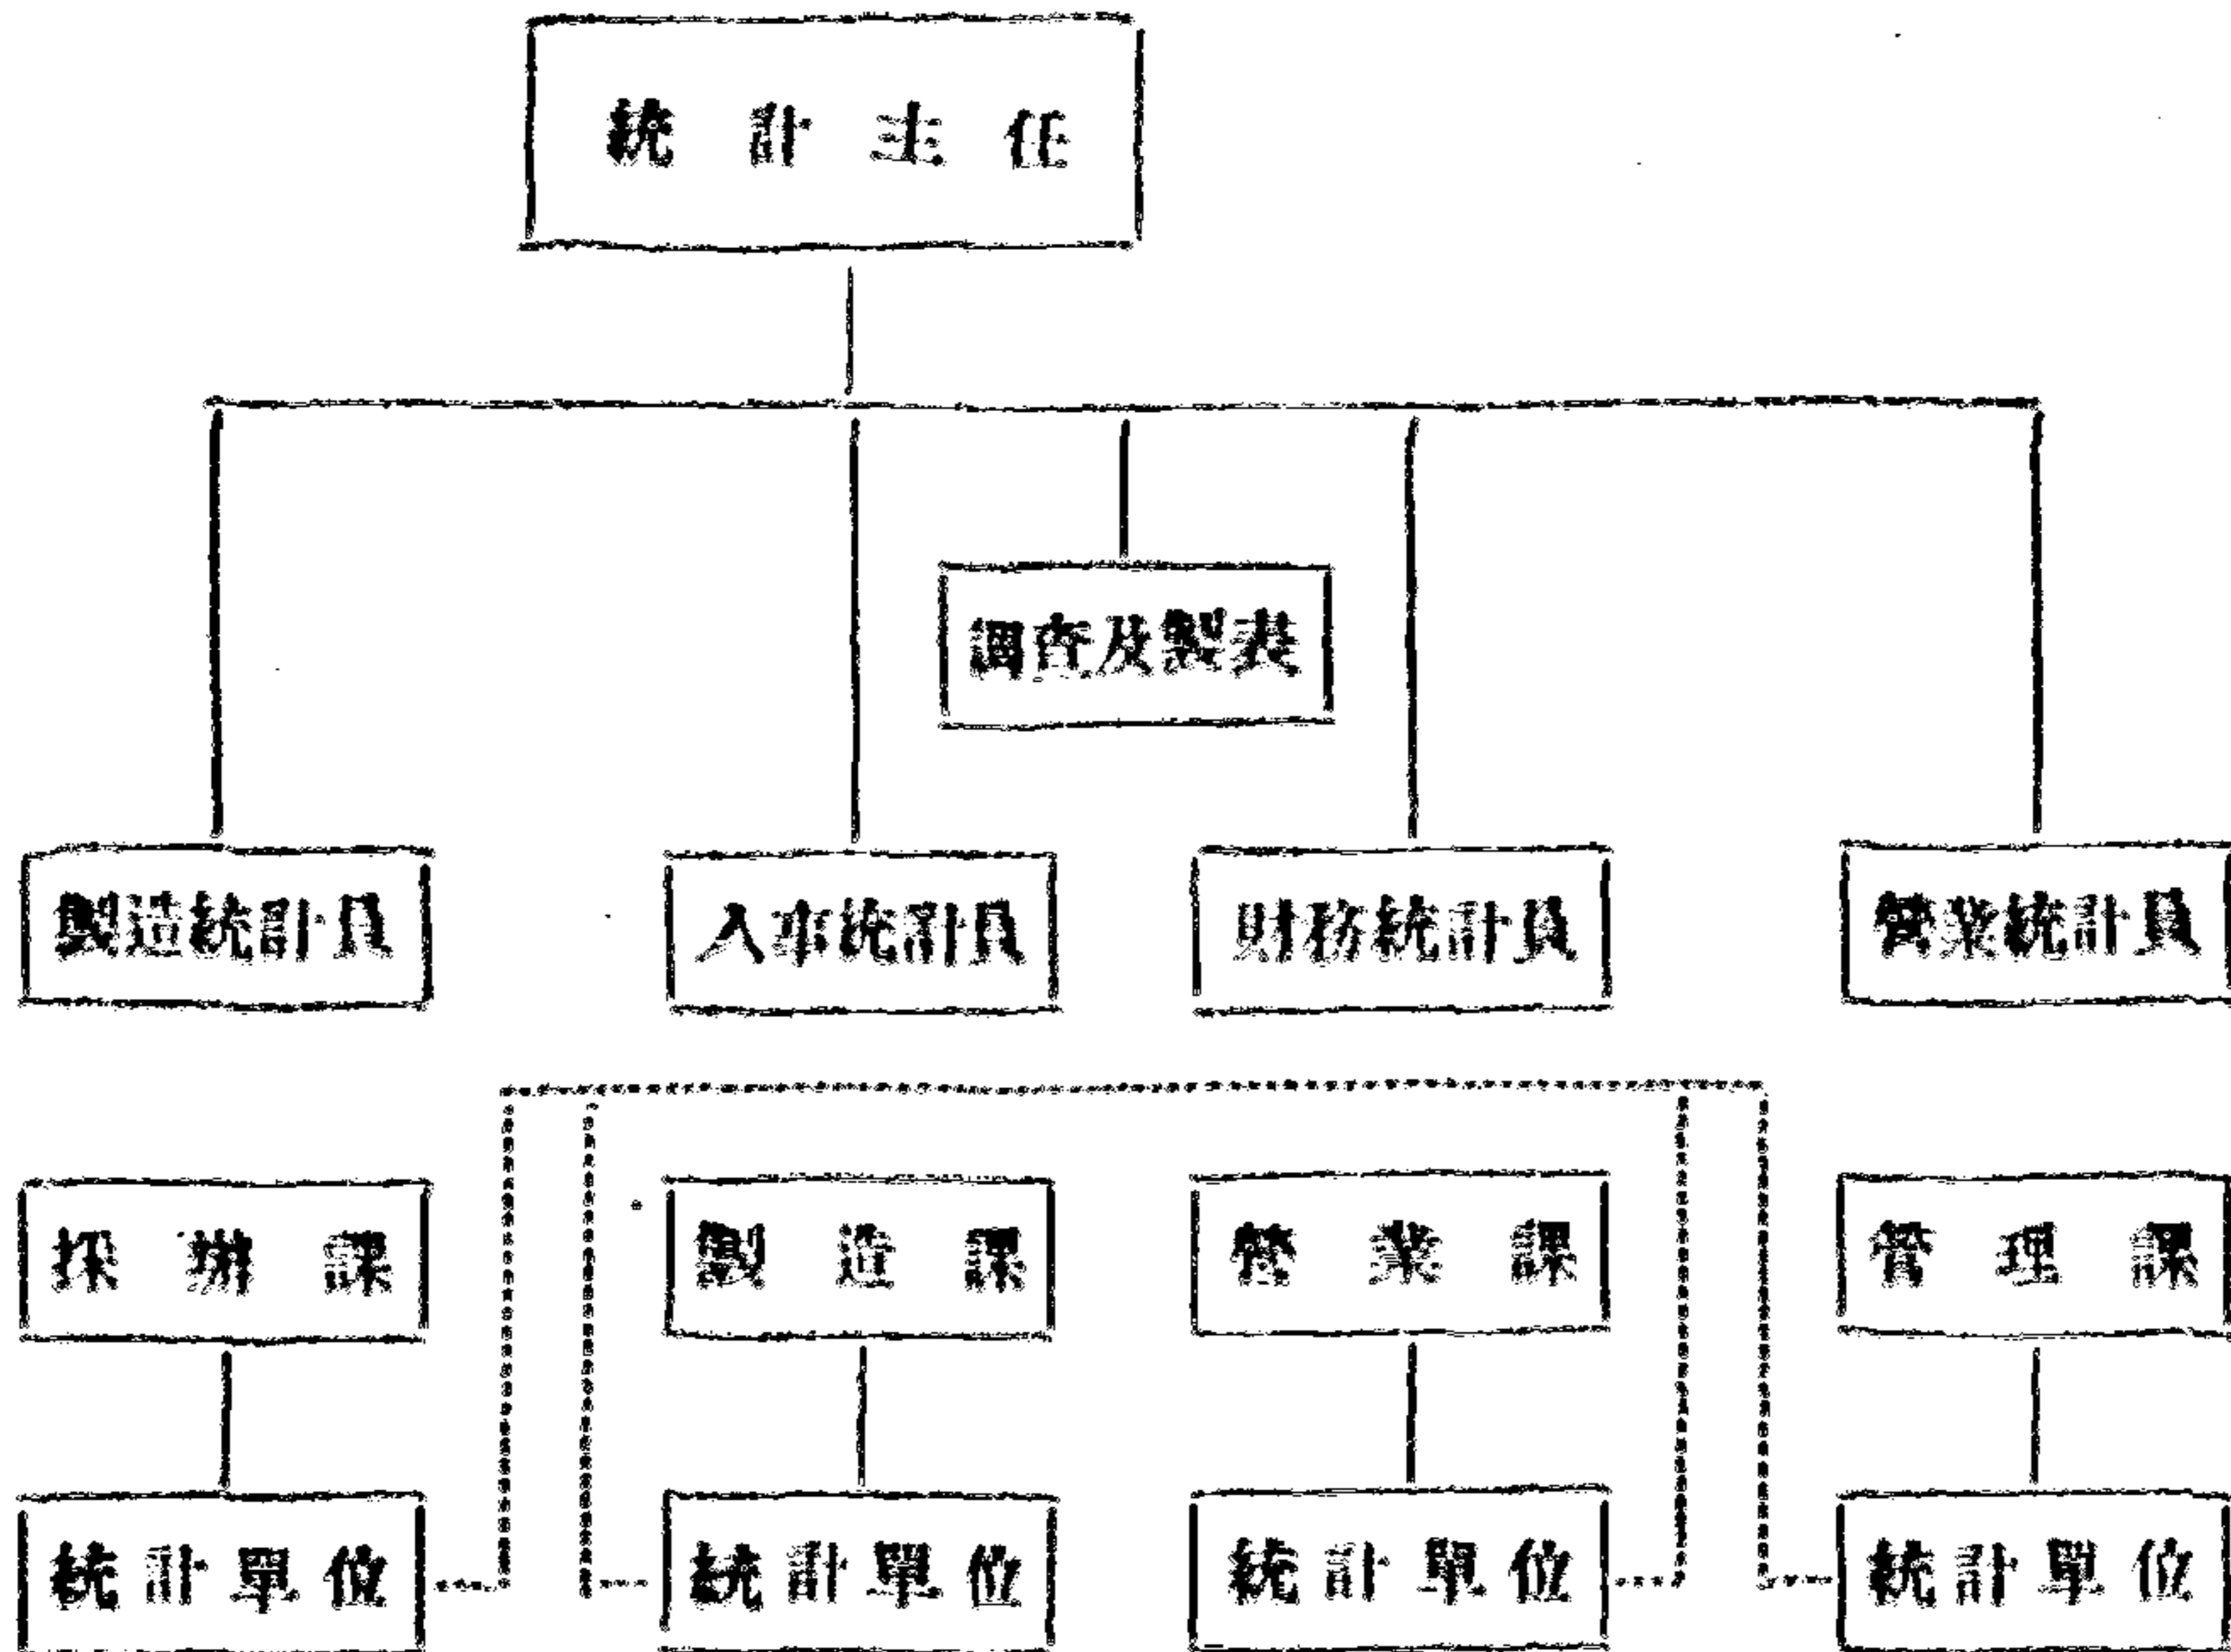 統計主任
調查及製表
製造統計員
人事統計員
財務統計員
營業統計員
採辦課
製造課
營業課
管理課
統計單位
統計單位
統計單位
統計單位